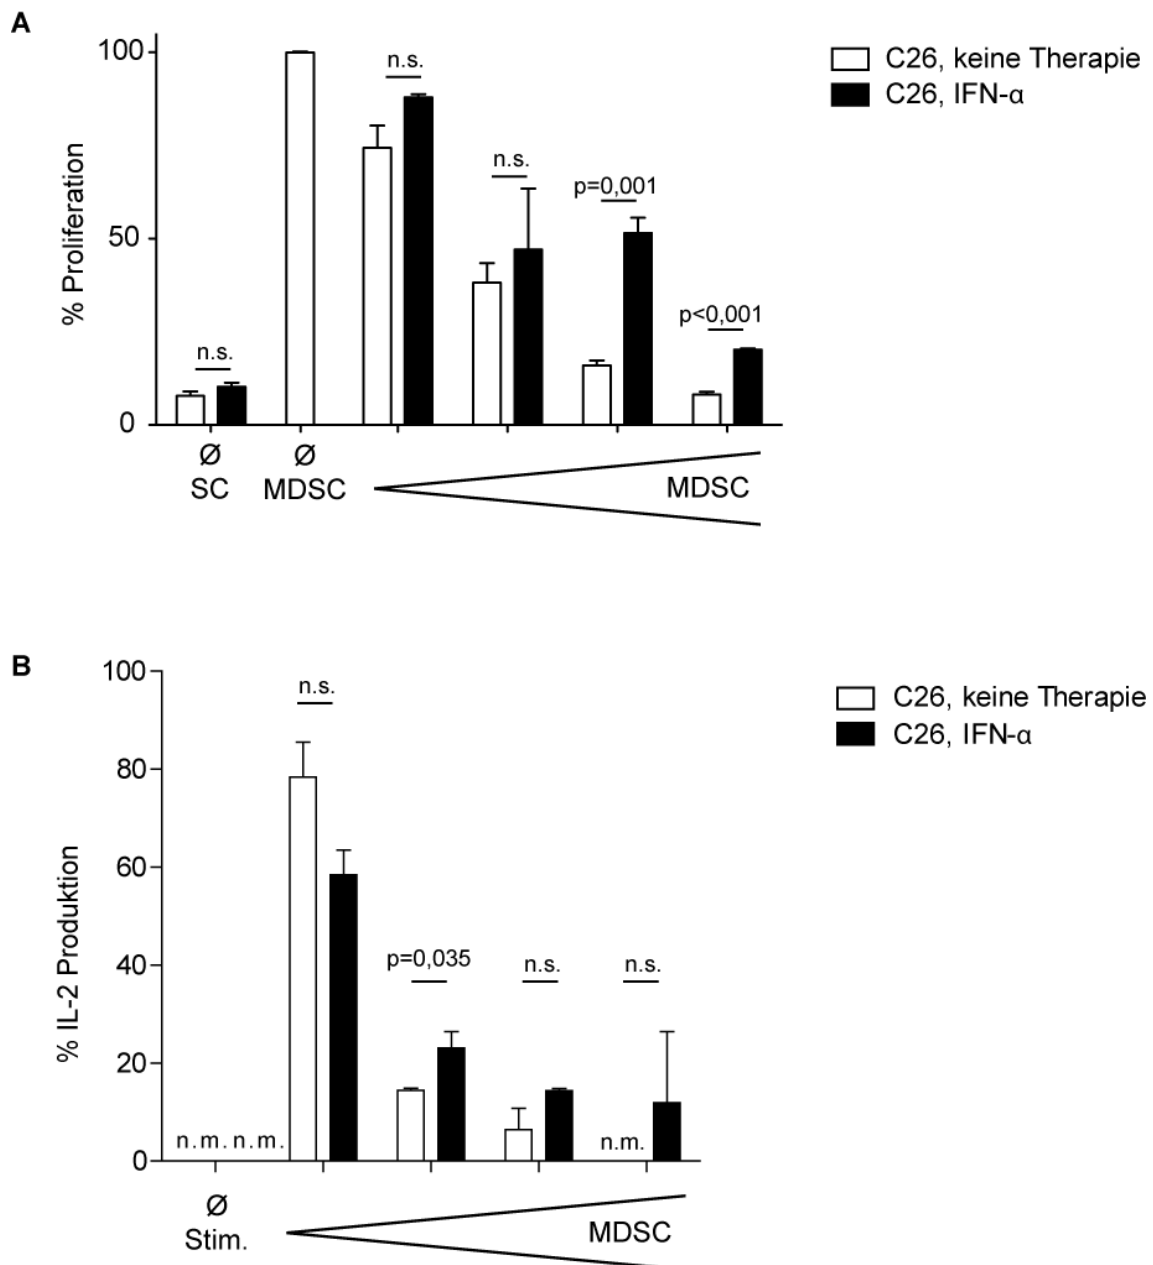 A
100
50
0
% Proliferation
n.s.
n.s.
n.s.
p=0,001
p<0,001
C26, keine Therapie
C26, IFN-α
Ø
SC
Ø
MDSC
MDSC
B
100
80
60
40
20
0
% IL-2 Produktion
n.m. n.m.
n.s.
p=0,035
n.s.
n.s.
n.m.
C26, keine Therapie
C26, IFN-α
Ø
Stim.
MDSC